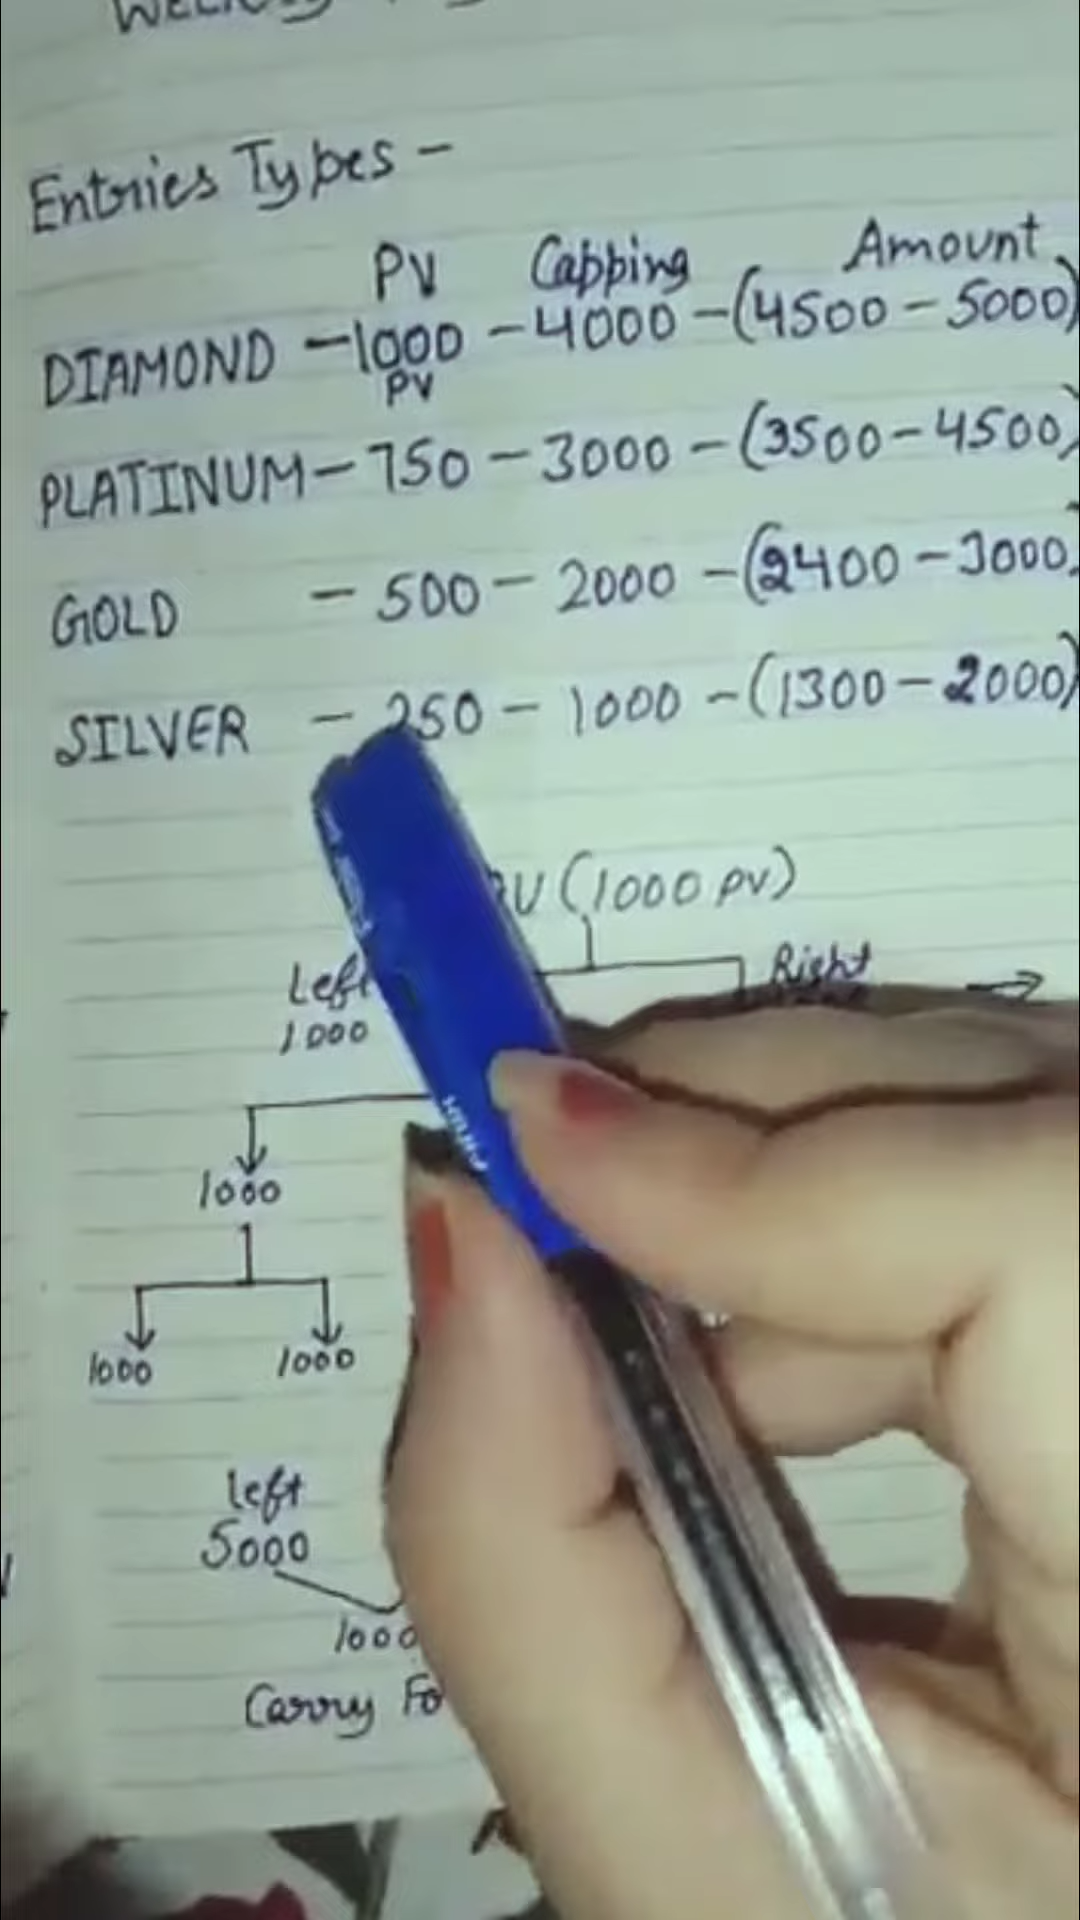 Entries Types -
PV Capping Amount
DIAMOND - 1000 - 4000 - (4500 - 5000)
PV
PLATINUM - 750 - 3000 - (3500 - 4500)
GOLD - 500 - 2000 - (2400 - 3000)
SILVER - 250 - 1000 - (1300 - 2000)
(1000 PV)
Left Right
1000
1000
1000 1000
left
5000
1000
Carry